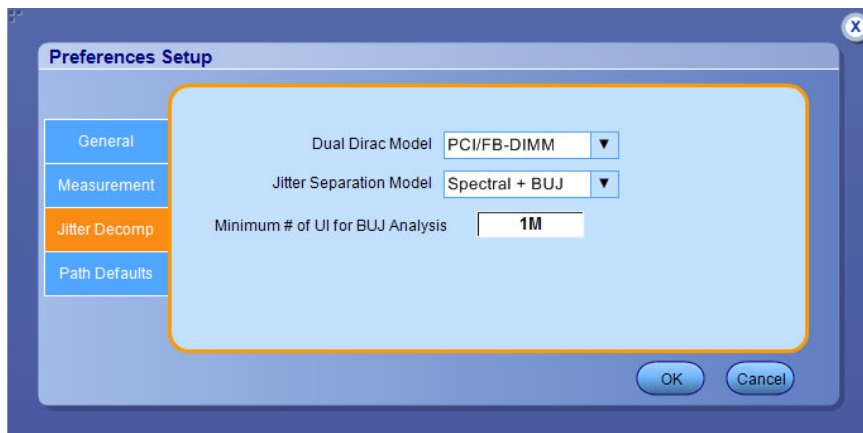 X
Preferences Setup
General
Measurement
Jitter Decomp
Path Defaults
Dual Dirac Model PCI/FB-DIMM
Jitter Separation Model Spectral + BUJ
Minimum # of UI for BUJ Analysis 1M
OK Cancel